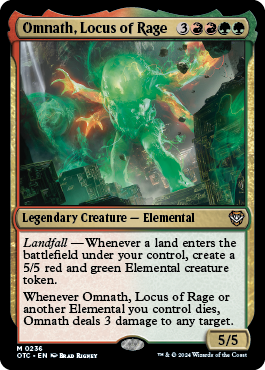 Omnath, Locus of Rage 3
Legendary Creature — Elemental
Landfall — Whenever a land enters the
battlefield under your control, create a
5/5 red and green Elemental creature
token.
Whenever Omnath, Locus of Rage or
another Elemental you control dies,
Omnath deals 3 damage to any target.
5/5
M 0236
OTC • EN Brad Rigney
™ & © 2024 Wizards of the Coast